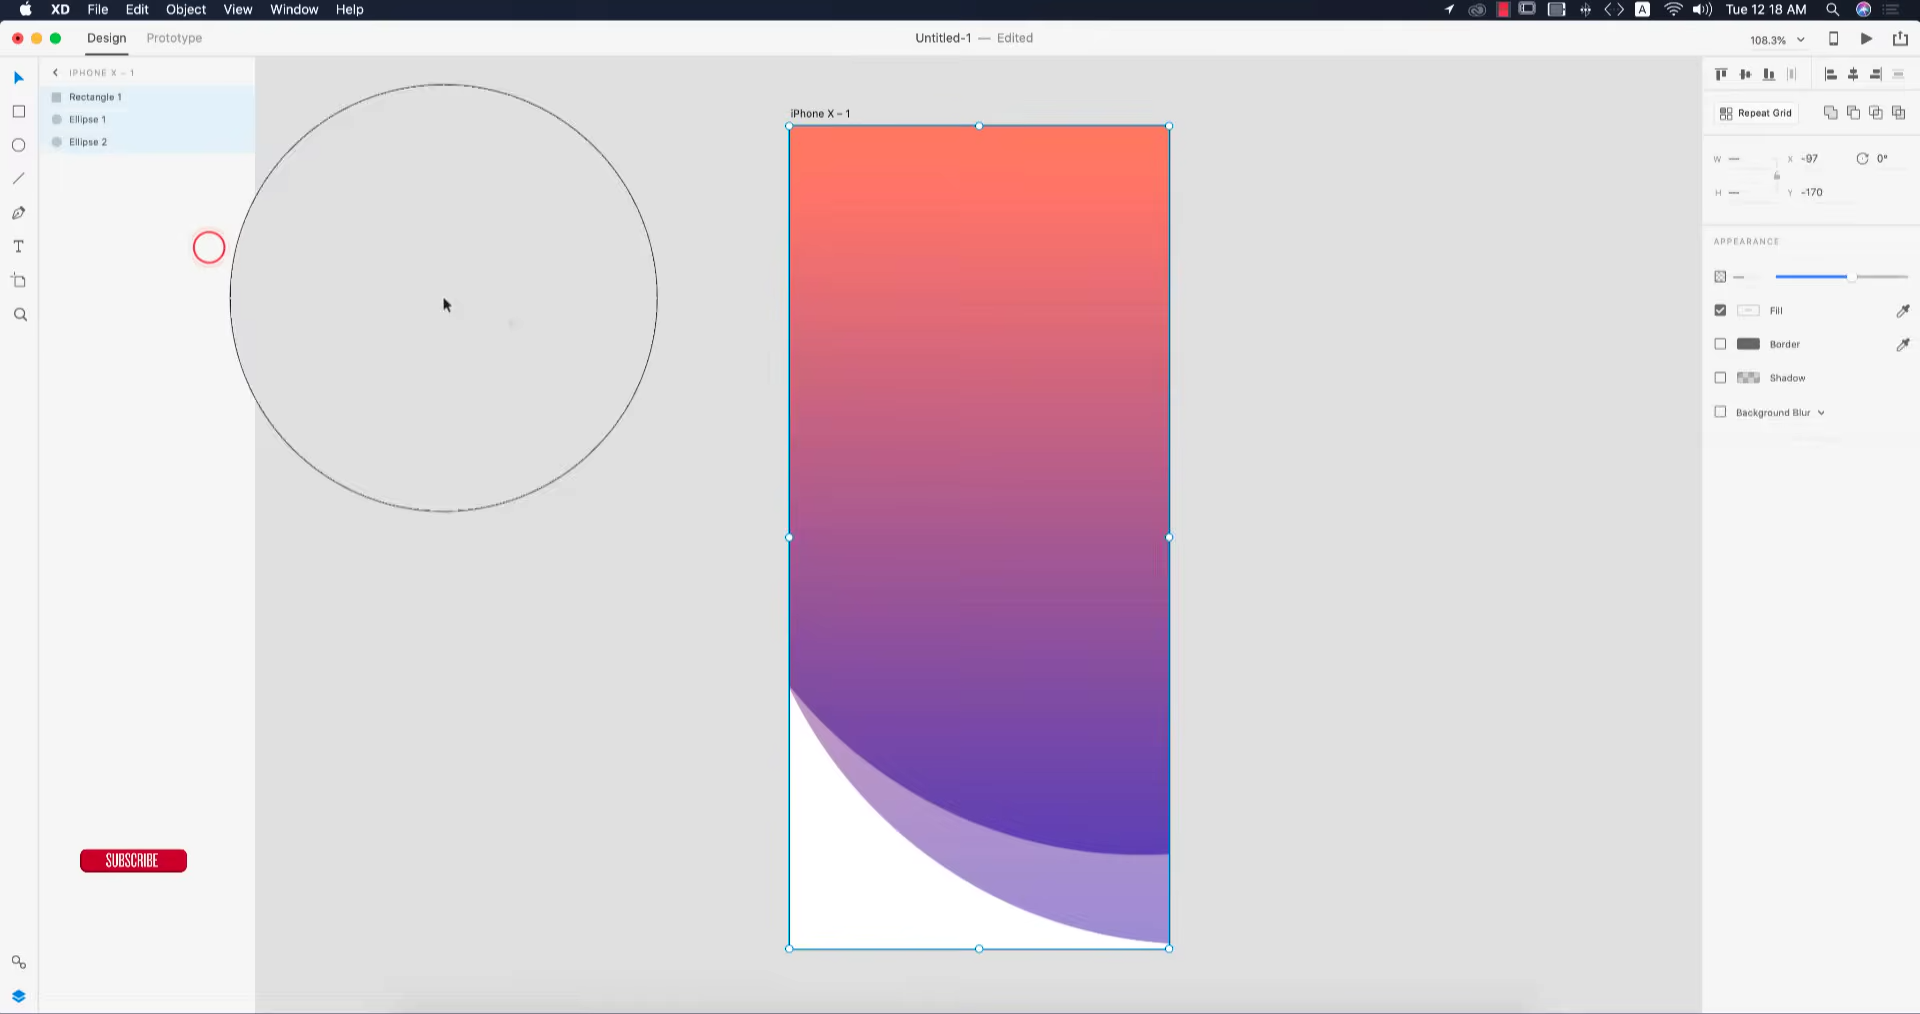 XD File Edit Object View Window Help
A Tue 12 18 AM
Design Prototype
Untitled-1 — Edited
108.3%
IPHONE X – 1
Rectangle 1
Ellipse 1
Ellipse 2
T
iPhone X – 1
SUBSCRIBE
Repeat Grid
W — X -97 0°
H — Y -170
APPEARANCE
Fill
Border
Shadow
Background Blur